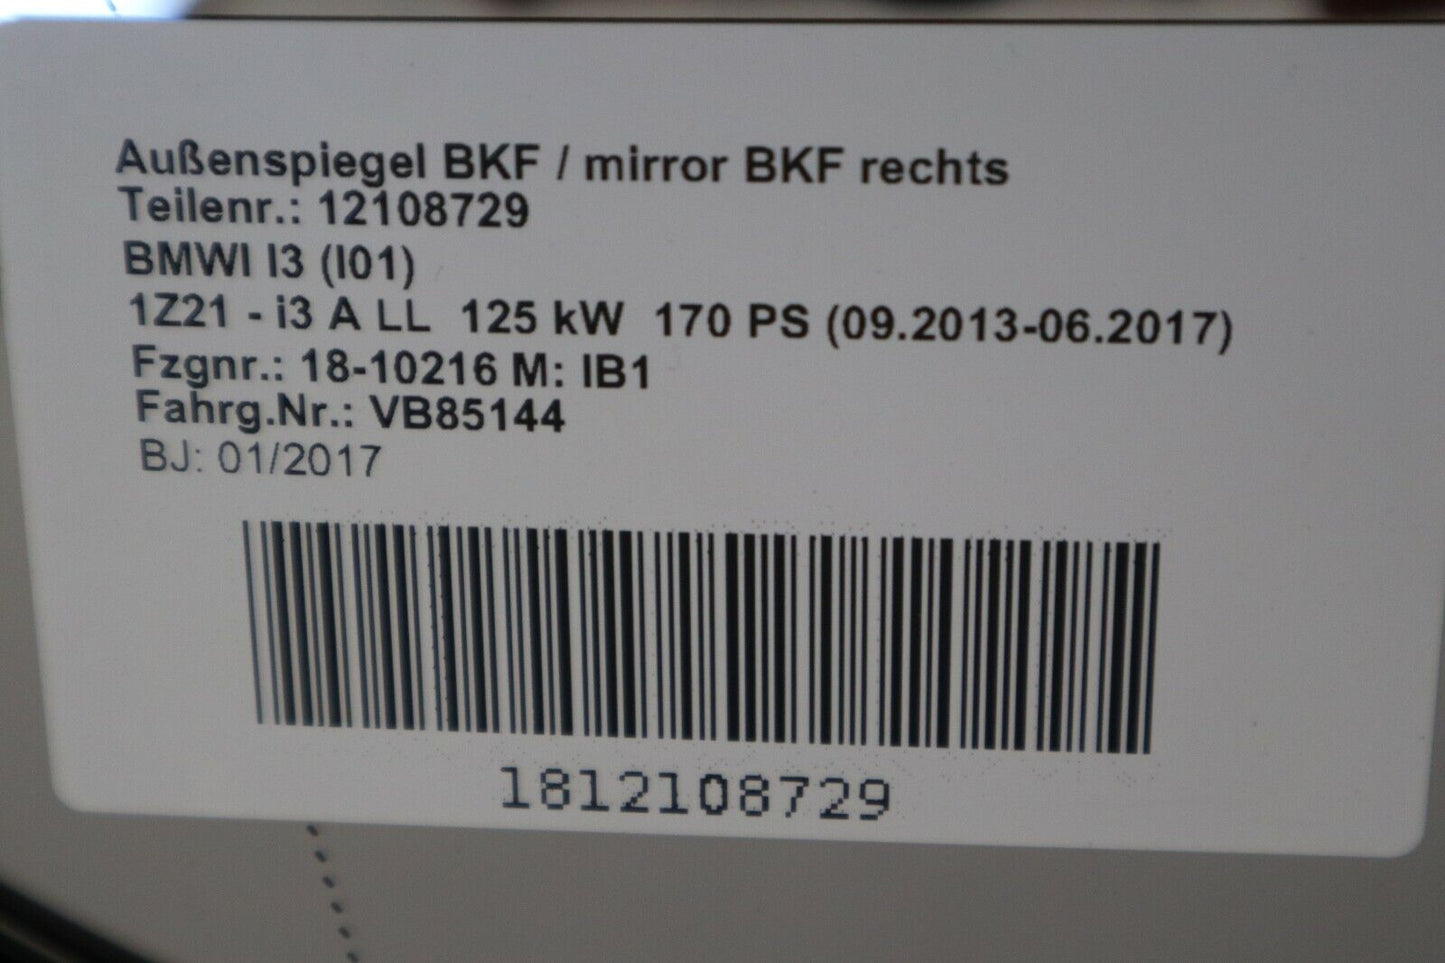 Außenspiegel BKF / mirror BKF rechts
Teilenr.: 12108729
BMWI I3 (I01)
1Z21 - i3 A LL 125 kW 170 PS (09.2013-06.2017)
Fzgnr.: 18-10216 M: IB1
Fahrg.Nr.: VB85144
BJ: 01/2017
1812108729